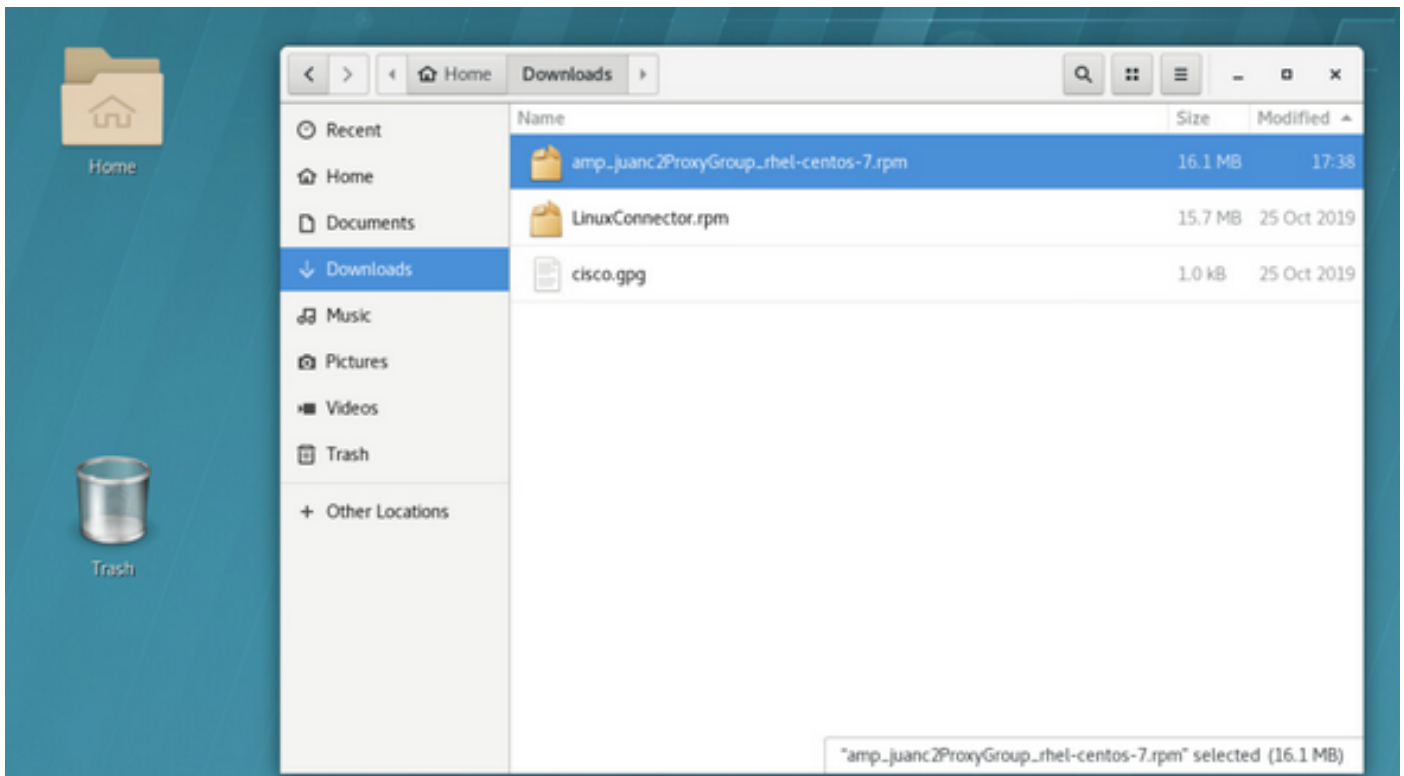 Home
Trash
Home Downloads
Recent
Home
Documents
Downloads
Music
Pictures
Videos
Trash
+ Other Locations
Name Size Modified
amp_juanc2ProxyGroup_rhel-centos-7.rpm 16.1 MB 17:38
LinuxConnector.rpm 15.7 MB 25 Oct 2019
cisco.gpg 1.0 kB 25 Oct 2019
"amp_juanc2ProxyGroup_rhel-centos-7.rpm" selected (16.1 MB)